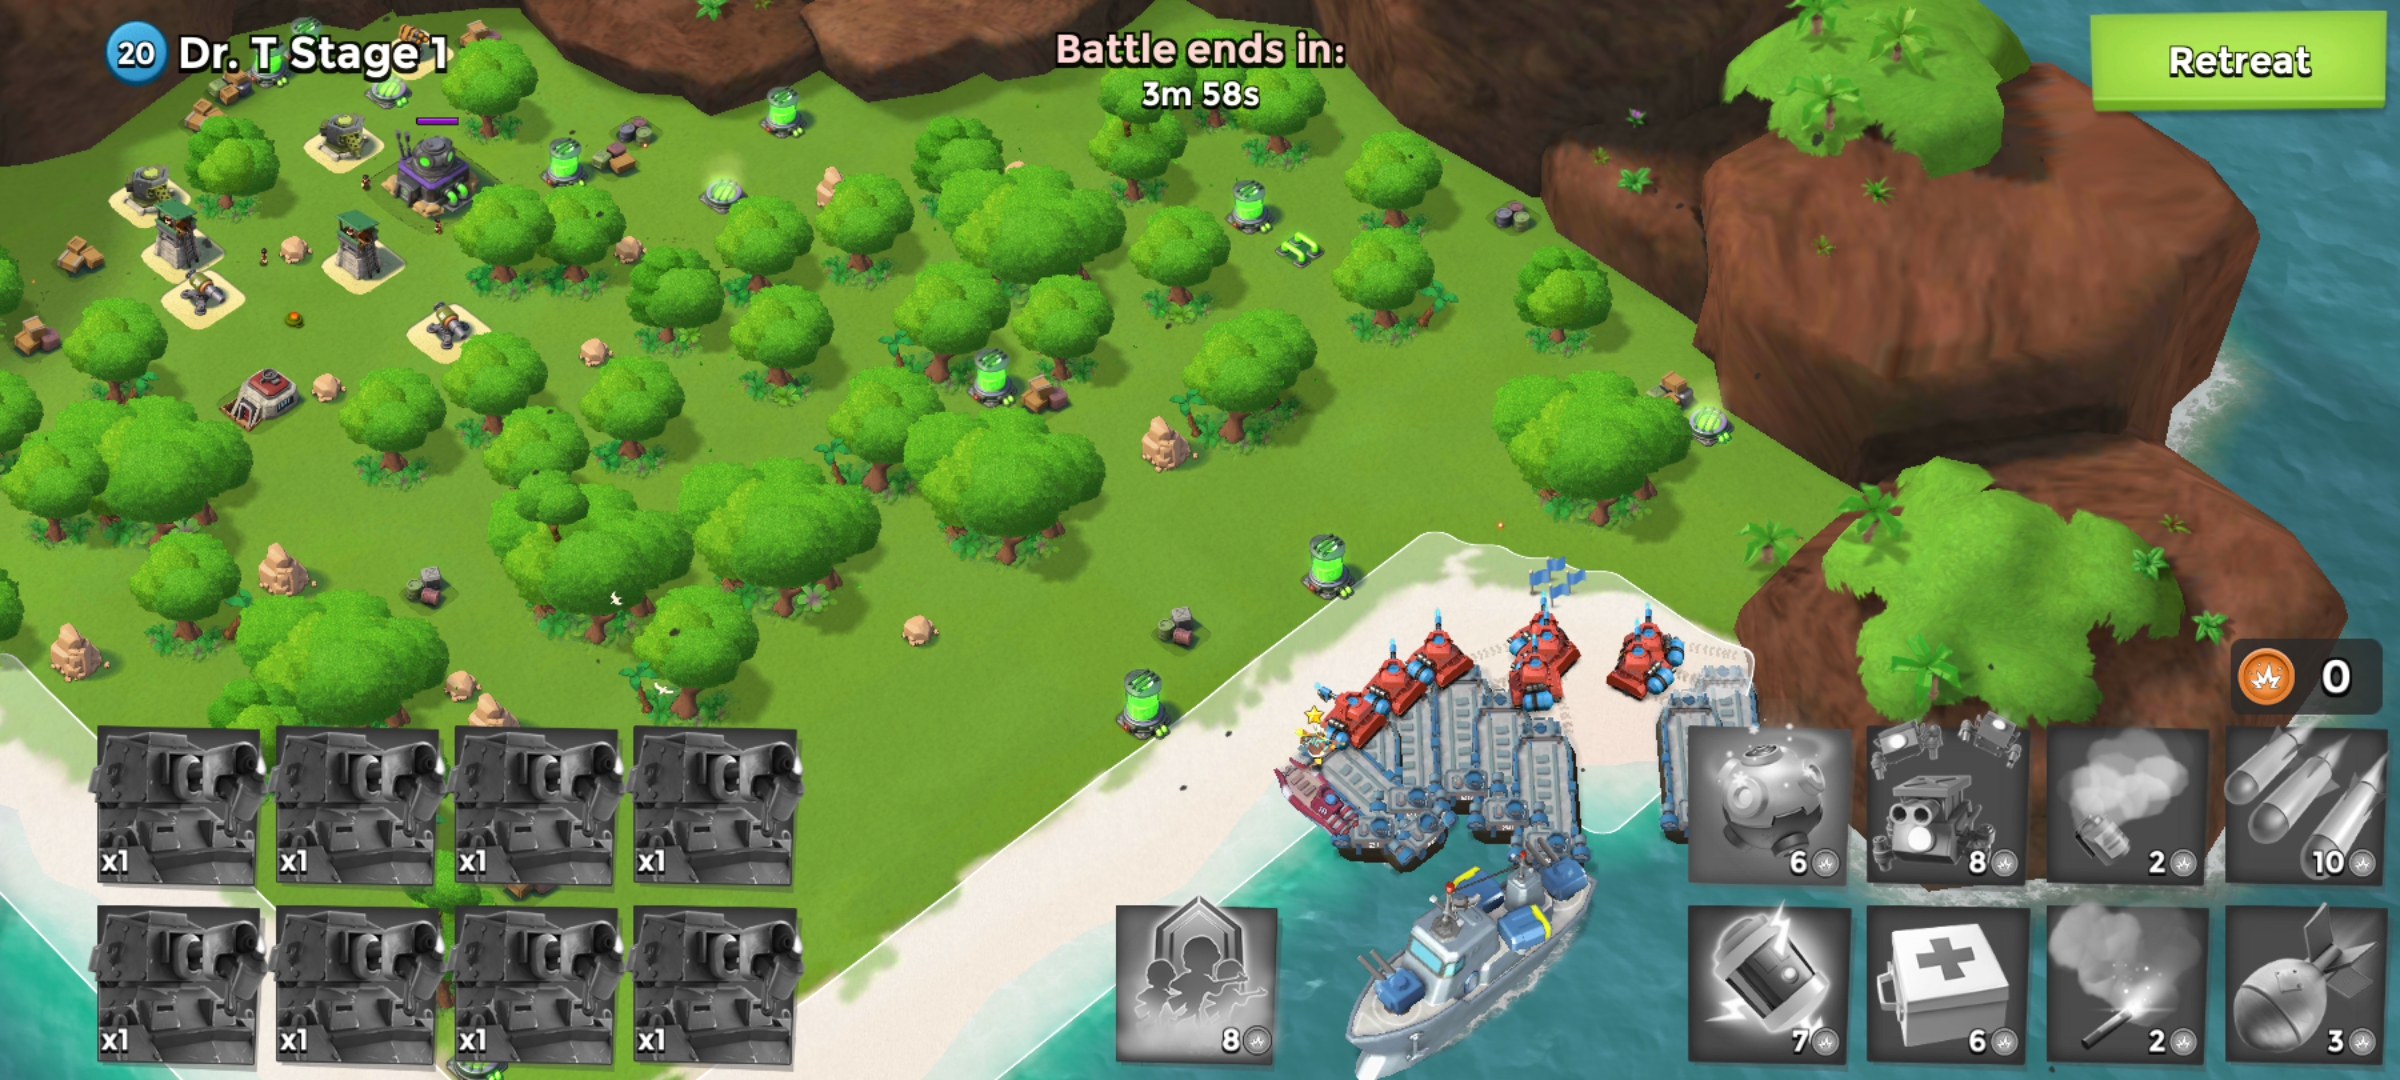 20 Dr. T Stage 1
Battle ends in:
3m 58s
Retreat
0
x1 x1 x1 x1
6 8 2 10
x1 x1 x1 x1
8
7 6 2 3